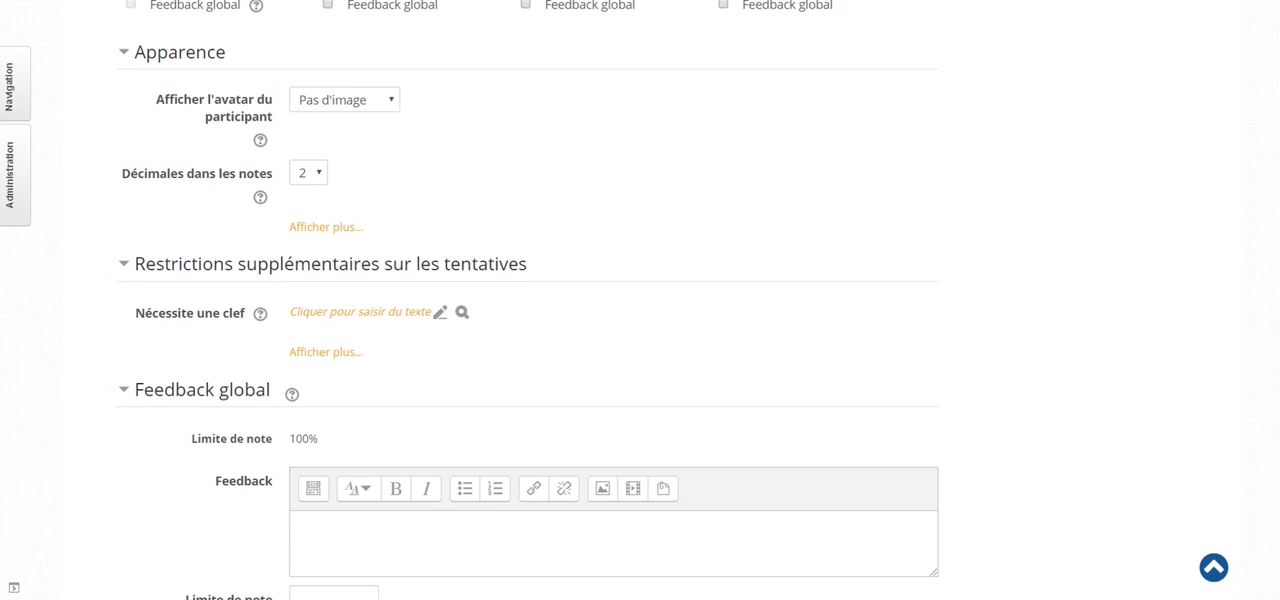 Feedback global Feedback global Feedback global Feedback global
Apparence
Navigation
Afficher l'avatar du
participant
Pas d'image
Administration
Décimales dans les notes
2
Afficher plus...
Restrictions supplémentaires sur les tentatives
Nécessite une clef Cliquer pour saisir du texte
Afficher plus...
Feedback global
Limite de note 100%
Feedback
Limite de note